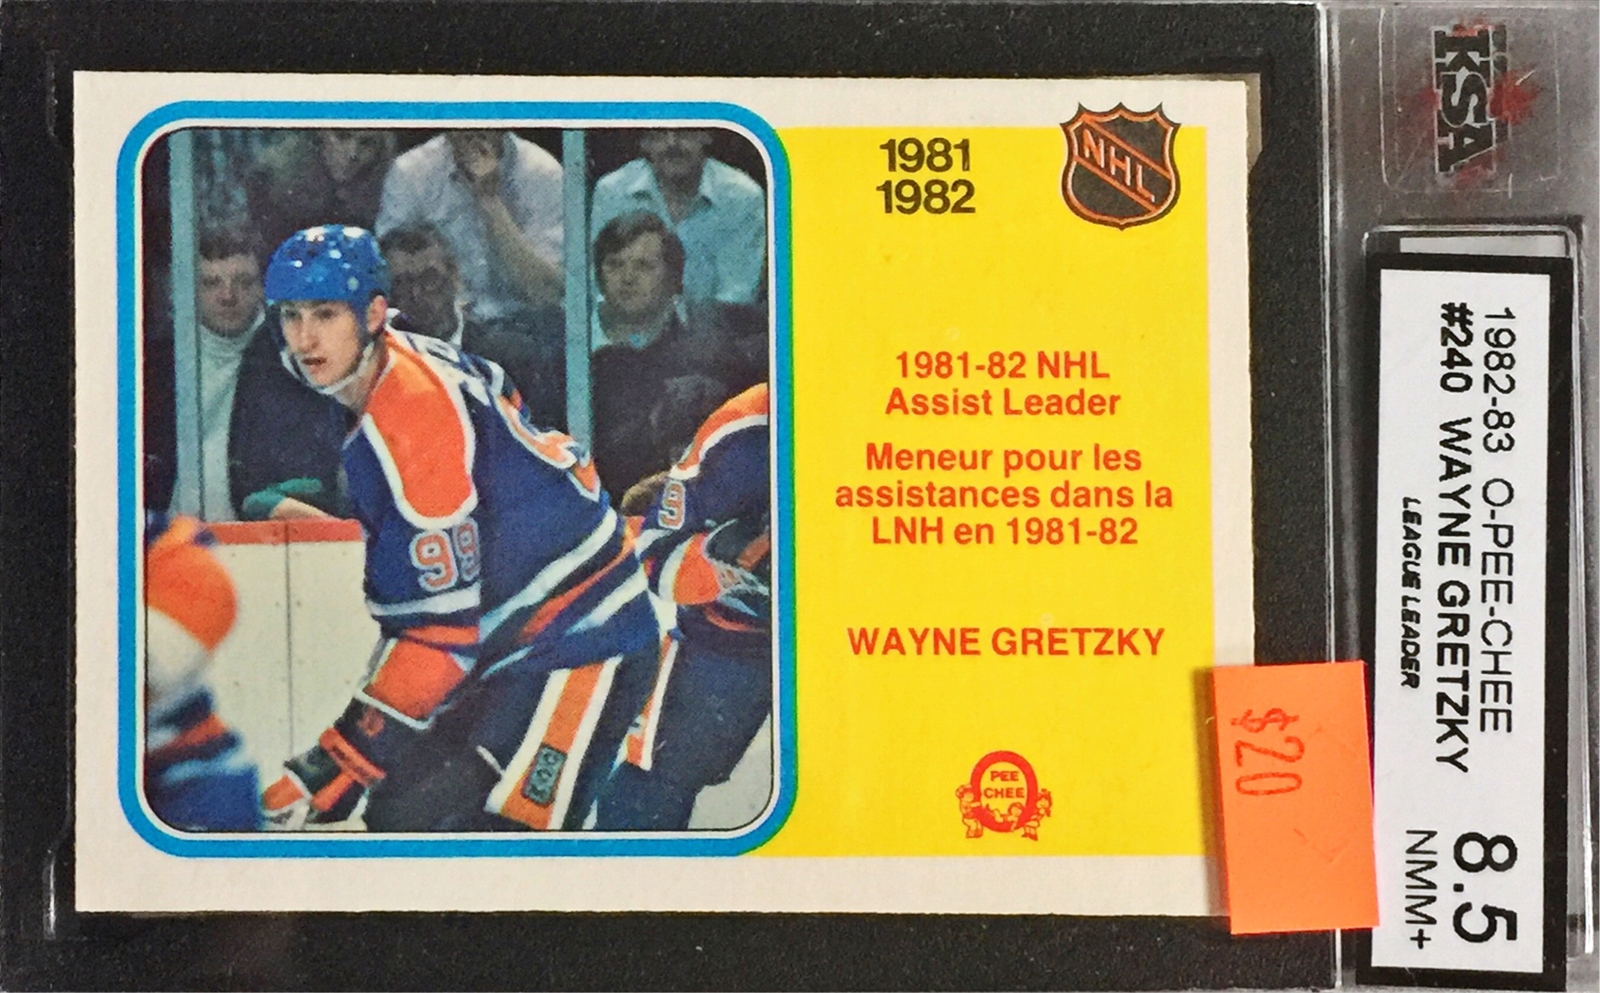 1981
1982
NHL
1981-82 NHL
Assist Leader
Meneur pour les
assistances dans la
LNH en 1981-82
WAYNE GRETZKY
PEE
CHEE
99
9
$20
KSA
1982-83 O-PEE-CHEE
#240 WAYNE GRETZKY
LEAGUE LEADER
8.5
NMM+